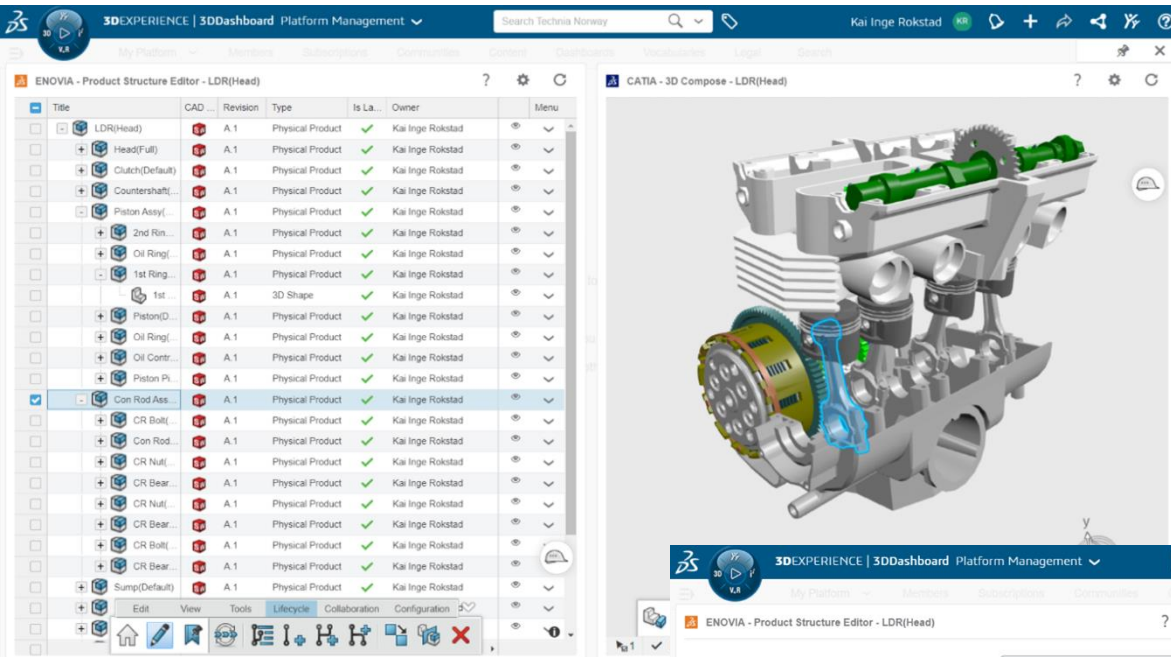 3DEXPERIENCE | 3DDashboard Platform Management
Search Technia Norway
Kai Inge Rokstad KR
3D V.R
My Platform Members Subscriptions Communities Content Dashboards Vocabularies Legal Search
ENOVIA - Product Structure Editor - LDR(Head) ?
Title CAD ... Revision Type Is La... Owner Menu
LDR(Head) A.1 Physical Product Kai Inge Rokstad
Head(Full) A.1 Physical Product Kai Inge Rokstad
Clutch(Default) A.1 Physical Product Kai Inge Rokstad
Countershaft(... A.1 Physical Product Kai Inge Rokstad
Piston Assy(... A.1 Physical Product Kai Inge Rokstad
2nd Rin... A.1 Physical Product Kai Inge Rokstad
Oil Ring(... A.1 Physical Product Kai Inge Rokstad
1st Ring... A.1 Physical Product Kai Inge Rokstad
1st ... A.1 3D Shape Kai Inge Rokstad
Piston(D... A.1 Physical Product Kai Inge Rokstad
Oil Ring(... A.1 Physical Product Kai Inge Rokstad
Oil Contr... A.1 Physical Product Kai Inge Rokstad
Piston Pi... A.1 Physical Product Kai Inge Rokstad
Con Rod Ass... A.1 Physical Product Kai Inge Rokstad
CR Bolt(... A.1 Physical Product Kai Inge Rokstad
Con Rod... A.1 Physical Product Kai Inge Rokstad
CR Nut(... A.1 Physical Product Kai Inge Rokstad
CR Bear... A.1 Physical Product Kai Inge Rokstad
CR Nut(... A.1 Physical Product Kai Inge Rokstad
CR Bear... A.1 Physical Product Kai Inge Rokstad
CR Bolt(... A.1 Physical Product Kai Inge Rokstad
CR Bear... A.1 Physical Product Kai Inge Rokstad
Sump(Default) A.1 Physical Product Kai Inge Rokstad
Edit View Tools Lifecycle Collaboration Configuration
CATIA - 3D Compose - LDR(Head) ?
y
1
3DEXPERIENCE | 3DDashboard Platform Management
3D V.R
My Platform Members Subscriptions Communities
ENOVIA - Product Structure Editor - LDR(Head) ?